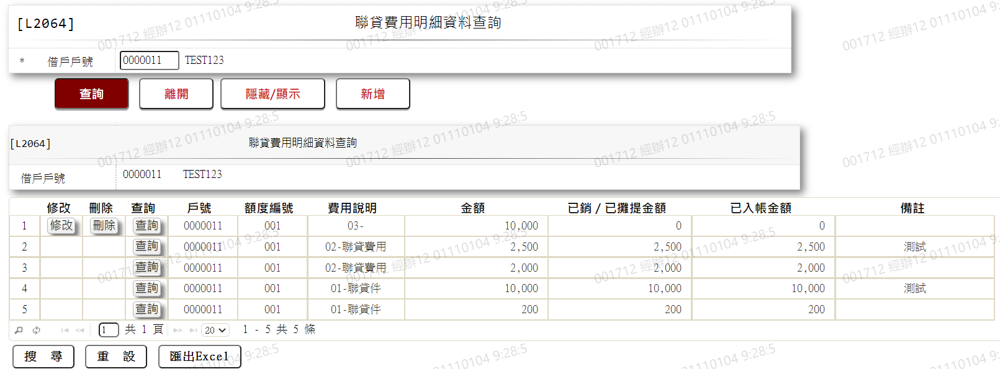 [L2064] 聯貸費用明細資料查詢
* 借戶戶號 0000011 TEST123
查詢 離開 隱藏/顯示 新增
[L2064] 聯貸費用明細資料查詢
借戶戶號 0000011 TEST123
修改 刪除 查詢 戶號 額度編號 費用說明 金額 已銷 / 已攤提金額 已入帳金額 備註
1 修改 刪除 查詢 0000011 001 03- 10,000 0 0
2 查詢 0000011 001 02-聯貸費用 2,500 2,500 2,500 測試
3 查詢 0000011 001 02-聯貸費用 2,000 2,000 2,000
4 查詢 0000011 001 01-聯貸件 10,000 10,000 10,000 測試
5 查詢 0000011 001 01-聯貸件 200 200 200
1 共 1 頁 20 1 - 5 共 5 條
搜 尋 重 設 匯出Excel
001712 經辦12 01110104 9:28:5